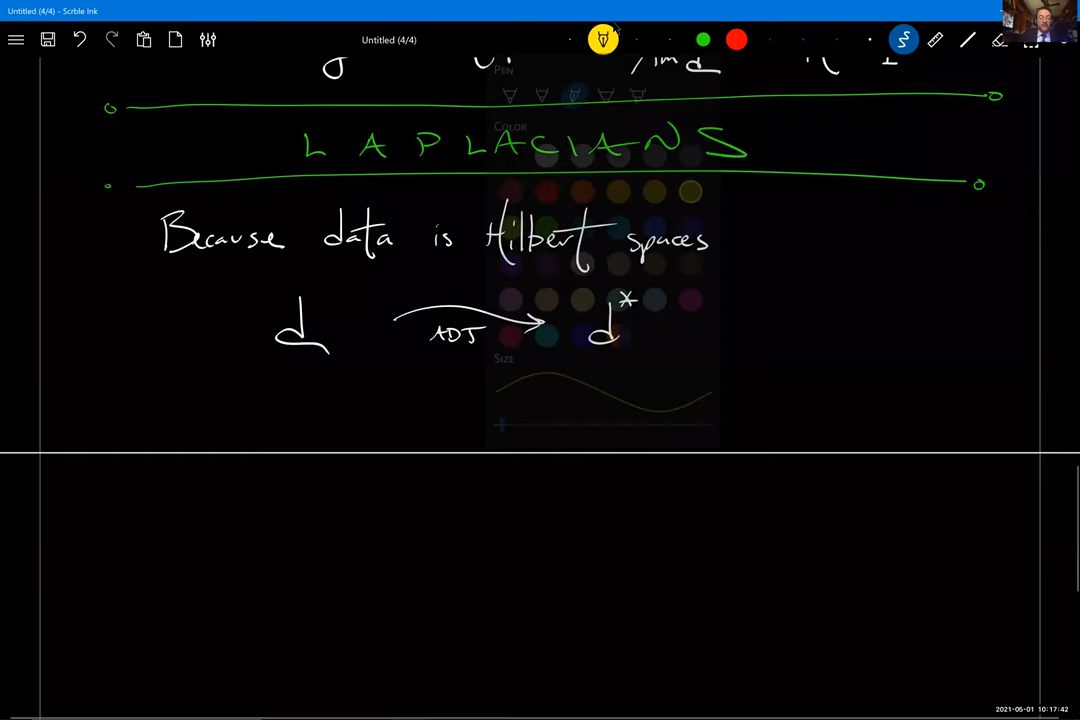 Untitled (4/4) - Scrble Ink
Untitled (4/4)
PEN
COLOR
LAPLACIANS
Because data is Hilbert spaces
d ADJ d*
SIZE
2021-05-01 10:17:42